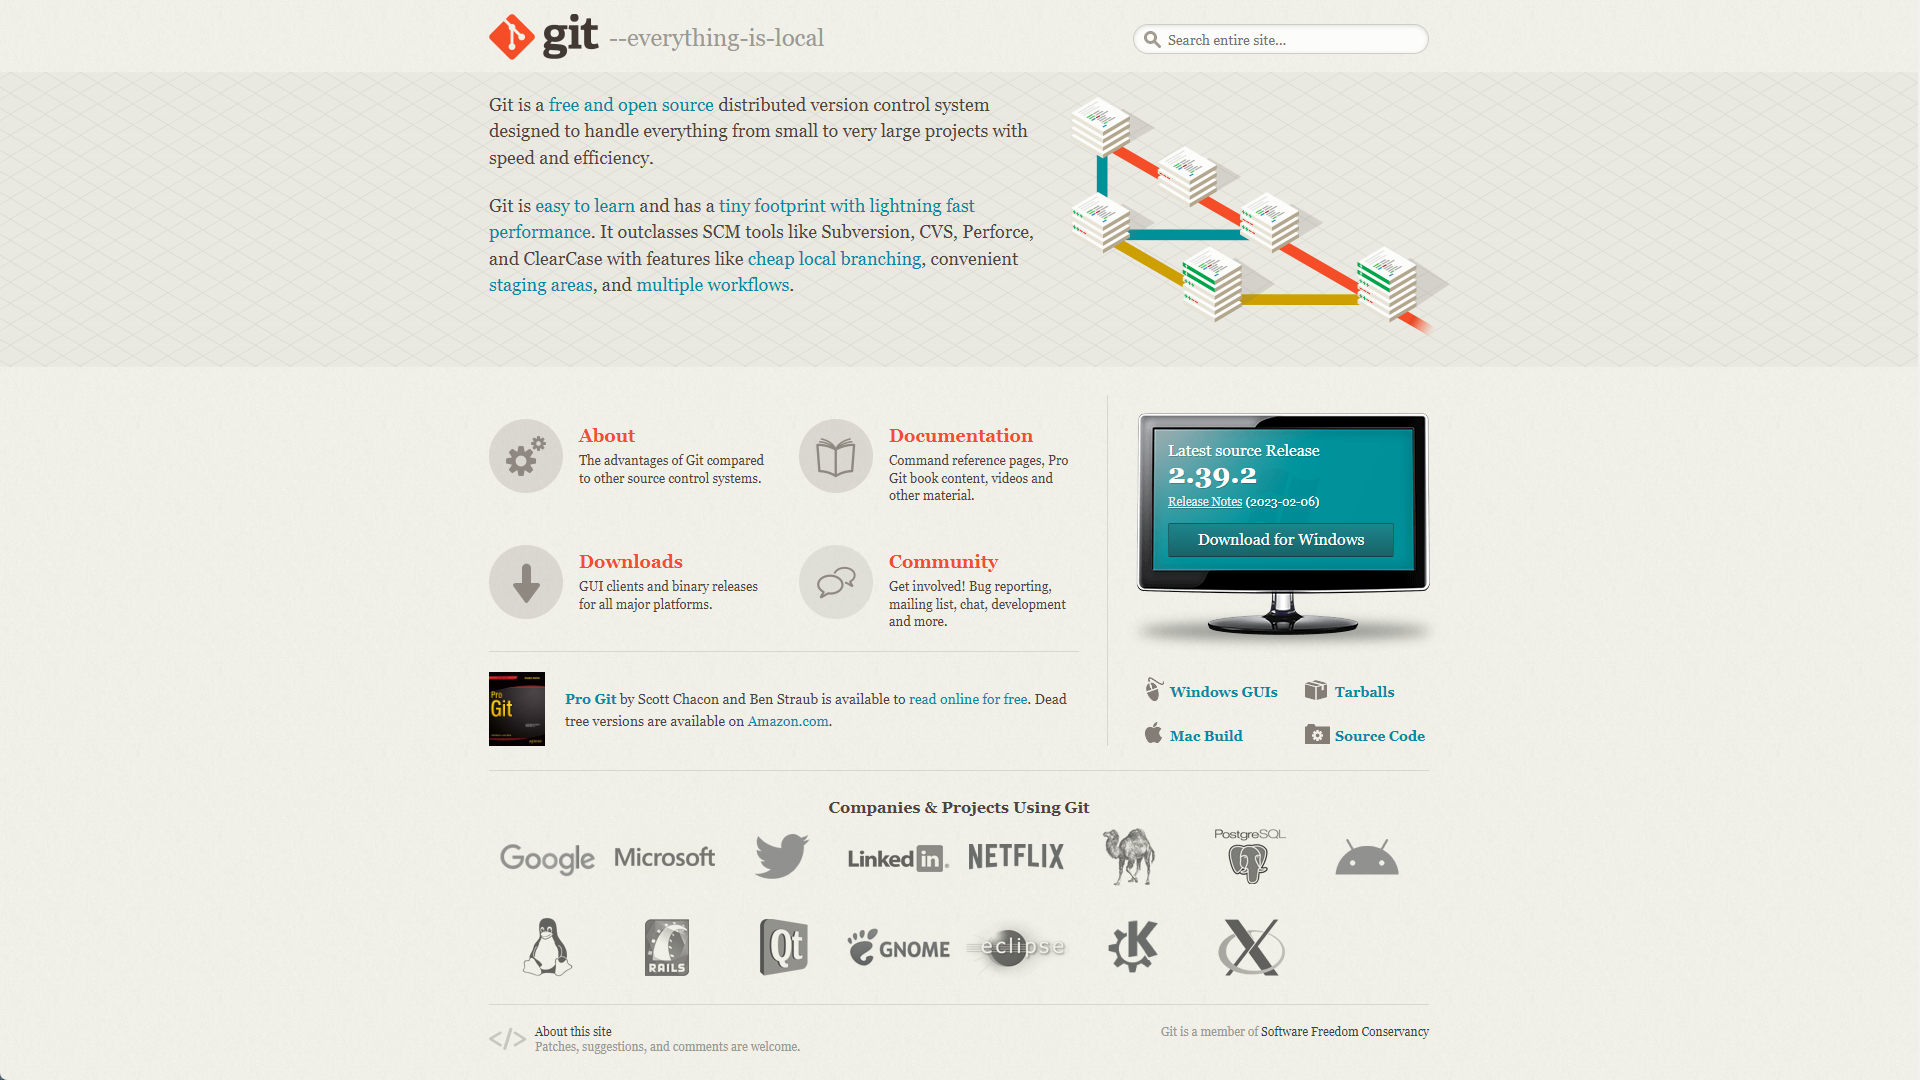 git --everything-is-local
Search entire site...
Git is a free and open source distributed version control system
designed to handle everything from small to very large projects with
speed and efficiency.
Git is easy to learn and has a tiny footprint with lightning fast
performance. It outclasses SCM tools like Subversion, CVS, Perforce,
and ClearCase with features like cheap local branching, convenient
staging areas, and multiple workflows.
About
The advantages of Git compared
to other source control systems.
Documentation
Command reference pages, Pro
Git book content, videos and
other material.
Downloads
GUI clients and binary releases
for all major platforms.
Community
Get involved! Bug reporting,
mailing list, chat, development
and more.
Pro
Git
Pro Git by Scott Chacon and Ben Straub is available to read online for free. Dead
tree versions are available on Amazon.com.
Latest source Release
2.39.2
Release Notes (2023-02-06)
Download for Windows
Windows GUIs
Tarballs
Mac Build
Source Code
Companies & Projects Using Git
Google
Microsoft
LinkedIn
NETFLIX
PostgreSQL
RAILS
Qt
GNOME
eclipse
K
X
</> About this site
Patches, suggestions, and comments are welcome.
Git is a member of Software Freedom Conservancy